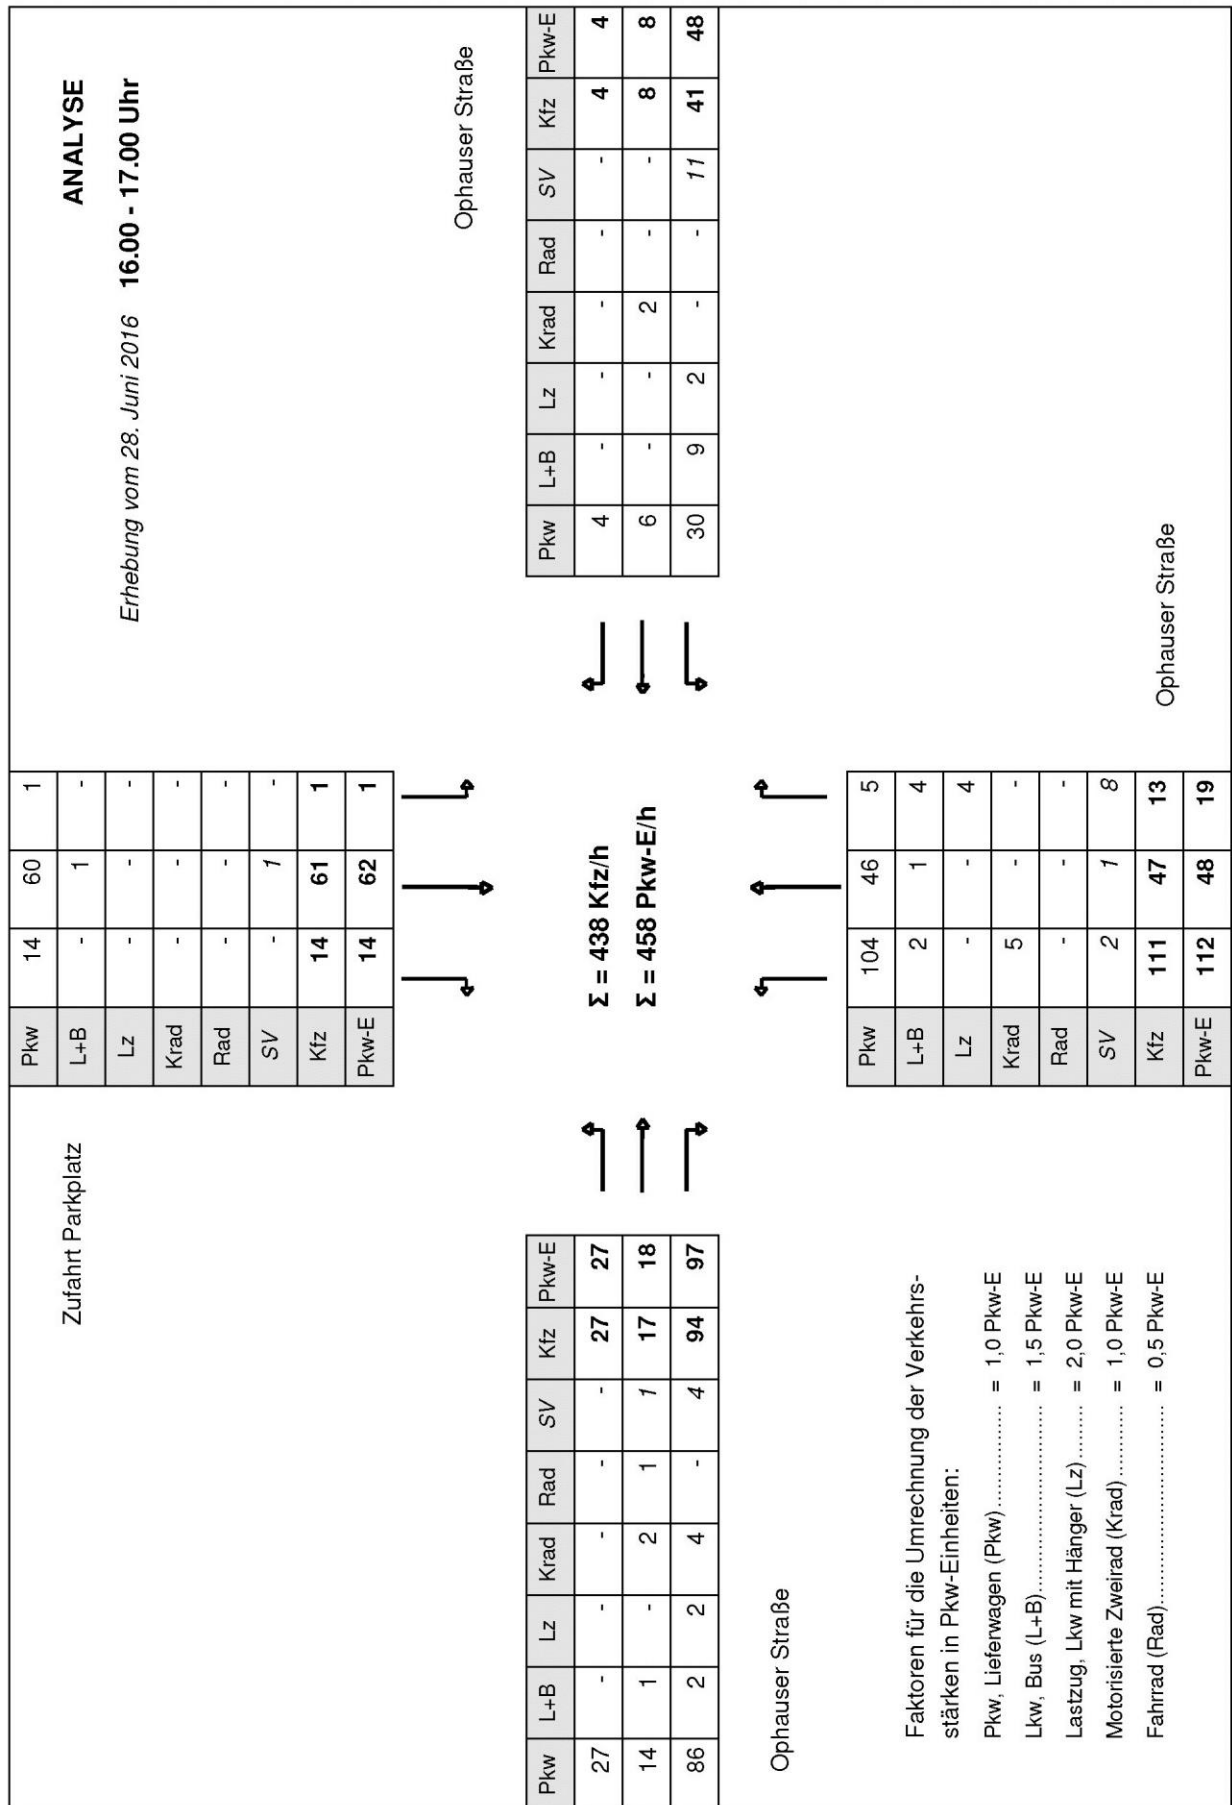 ANALYSE
Erhebung vom 28. Juni 2016 16.00 - 17.00 Uhr
Zufahrt Parkplatz
Pkw 14 60 1
L+B - 1 -
Lz - - -
Krad - - -
Rad - - -
SV - 1 -
Kfz 14 61 1
Pkw-E 14 62 1
Ophauser Straße
Pkw L+B Lz Krad Rad SV Kfz Pkw-E
4 - - - - - 4 4
6 - - 2 - - 8 8
30 9 2 - - 11 41 48
Σ = 438 Kfz/h
Σ = 458 Pkw-E/h
Pkw L+B Lz Krad Rad SV Kfz Pkw-E
27 - - - - - 27 27
14 1 - 2 1 1 17 18
86 2 2 4 - 4 94 97
Ophauser Straße
Pkw 104 46 5
L+B 2 1 4
Lz - - 4
Krad 5 - -
Rad - - -
SV 2 1 8
Kfz 111 47 13
Pkw-E 112 48 19
Ophauser Straße
Faktoren für die Umrechnung der Verkehrs-
stärken in Pkw-Einheiten:
Pkw, Lieferwagen (Pkw).................. = 1,0 Pkw-E
Lkw, Bus (L+B)............................... = 1,5 Pkw-E
Lastzug, Lkw mit Hänger (Lz).......... = 2,0 Pkw-E
Motorisierte Zweirad (Krad)............. = 1,0 Pkw-E
Fahrrad (Rad)................................. = 0,5 Pkw-E